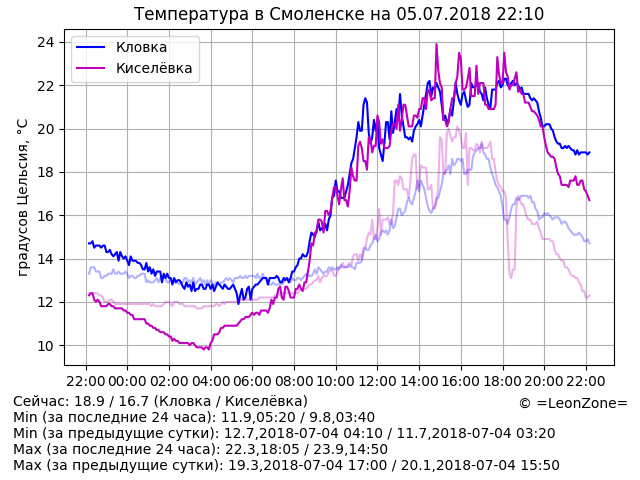 Температура в Смоленске на 05.07.2018 22:10
Кловка
Киселёвка
градусов Цельсия, °C
24
22
20
18
16
14
12
10
22:00 00:00 02:00 04:00 06:00 08:00 10:00 12:00 14:00 16:00 18:00 20:00 22:00
Сейчас: 18.9 / 16.7 (Кловка / Киселёвка)
© =LeonZone=
Min (за последние 24 часа): 11.9,05:20 / 9.8,03:40
Min (за предыдущие сутки): 12.7,2018-07-04 04:10 / 11.7,2018-07-04 03:20
Max (за последние 24 часа): 22.3,18:05 / 23.9,14:50
Max (за предыдущие сутки): 19.3,2018-07-04 17:00 / 20.1,2018-07-04 15:50